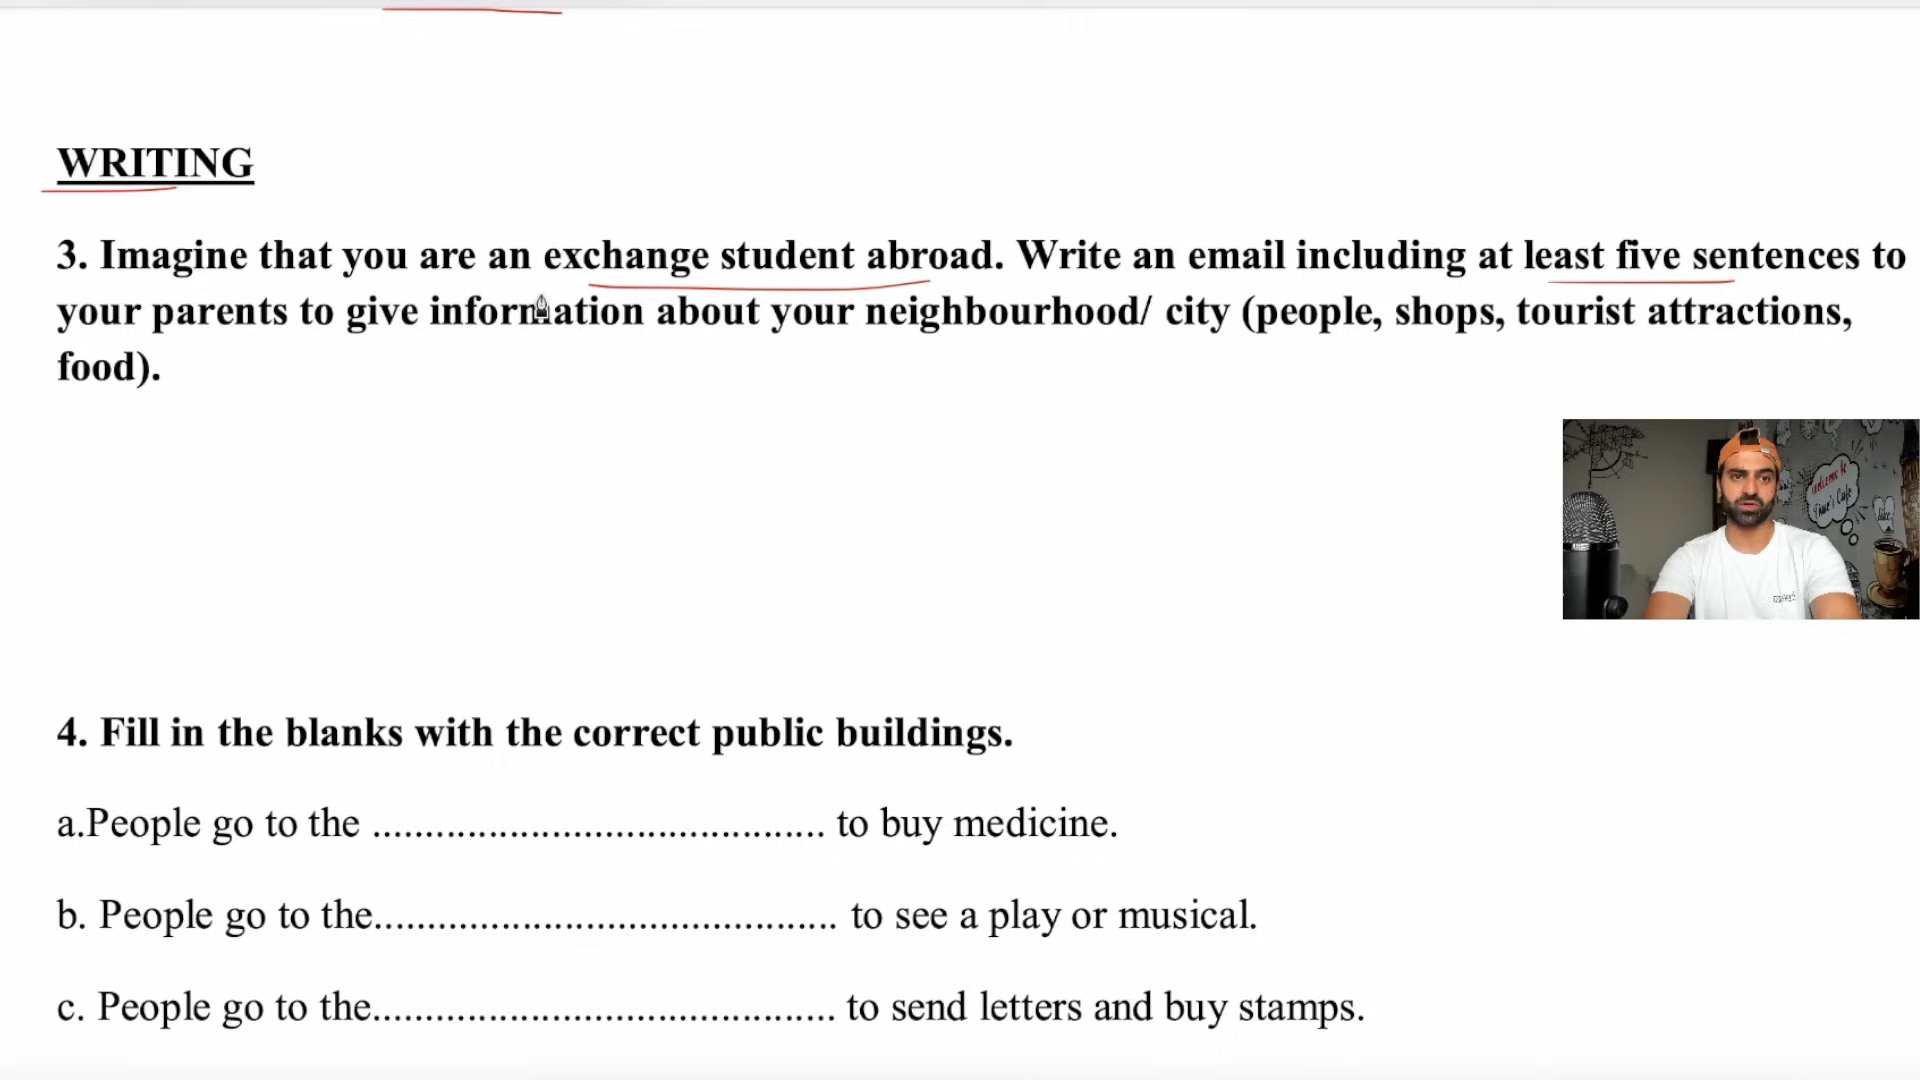 WRITING
3. Imagine that you are an exchange student abroad. Write an email including at least five sentences to
your parents to give information about your neighbourhood/ city (people, shops, tourist attractions,
food).
welcome to
Cafe
4. Fill in the blanks with the correct public buildings.
a.People go to the ........................................... to buy medicine.
b. People go to the............................................ to see a play or musical.
c. People go to the............................................ to send letters and buy stamps.